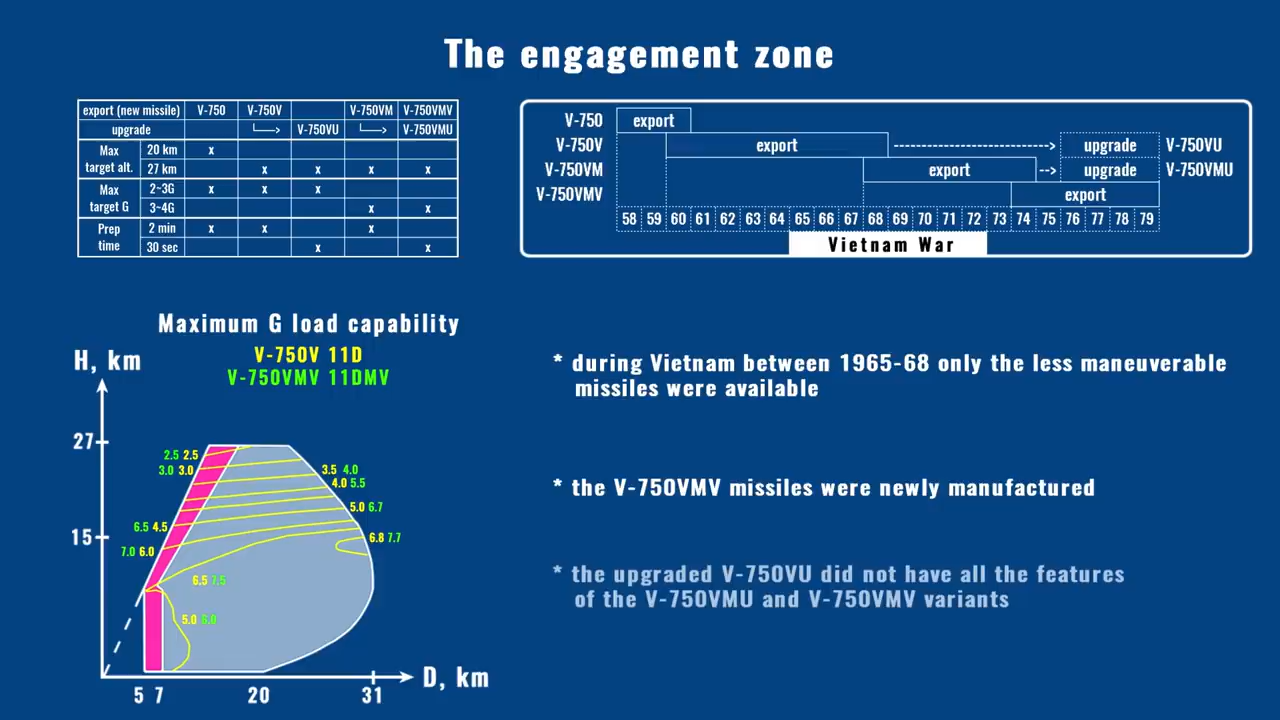 The engagement zone
export (new missile) V-750 V-750V V-750VM V-750VMV
upgrade V-750VU V-750VMU
Max target alt. 20 km x
27 km x x x x
Max target G 2~3G x x x
3~4G x x
Prep time 2 min x x x
30 sec x x
V-750 export
V-750V export upgrade V-750VU
V-750VM export upgrade V-750VMU
V-750VMV export
58 59 60 61 62 63 64 65 66 67 68 69 70 71 72 73 74 75 76 77 78 79
Vietnam War
Maximum G load capability
V-750V 11D
V-750VMV 11DMV
H, km
27
15
2.5 2.5
3.0 3.0
3.5 4.0
4.0 5.5
5.0 6.7
6.5 4.5
6.8 7.7
7.0 6.0
6.5 7.5
5.0 6.0
5 7 20 31
D, km
* during Vietnam between 1965-68 only the less maneuverable
missiles were available
* the V-750VMV missiles were newly manufactured
* the upgraded V-750VU did not have all the features
of the V-750VMU and V-750VMV variants